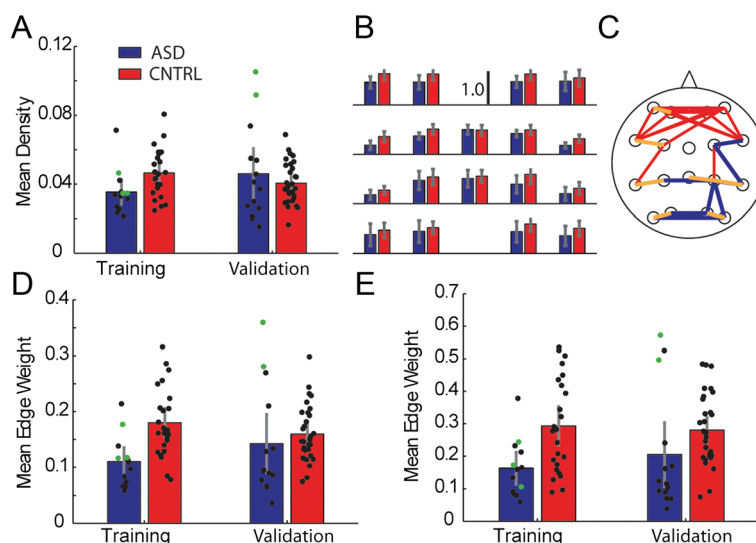 A
Mean Density
0.12
0.08
0.04
0
ASD
CNTRL
Training
Validation
B
1.0
C
D
Mean Edge Weight
0.4
0.3
0.2
0.1
0
Training
Validation
E
Mean Edge Weight
0.7
0.6
0.5
0.4
0.3
0.2
0.1
0
Training
Validation